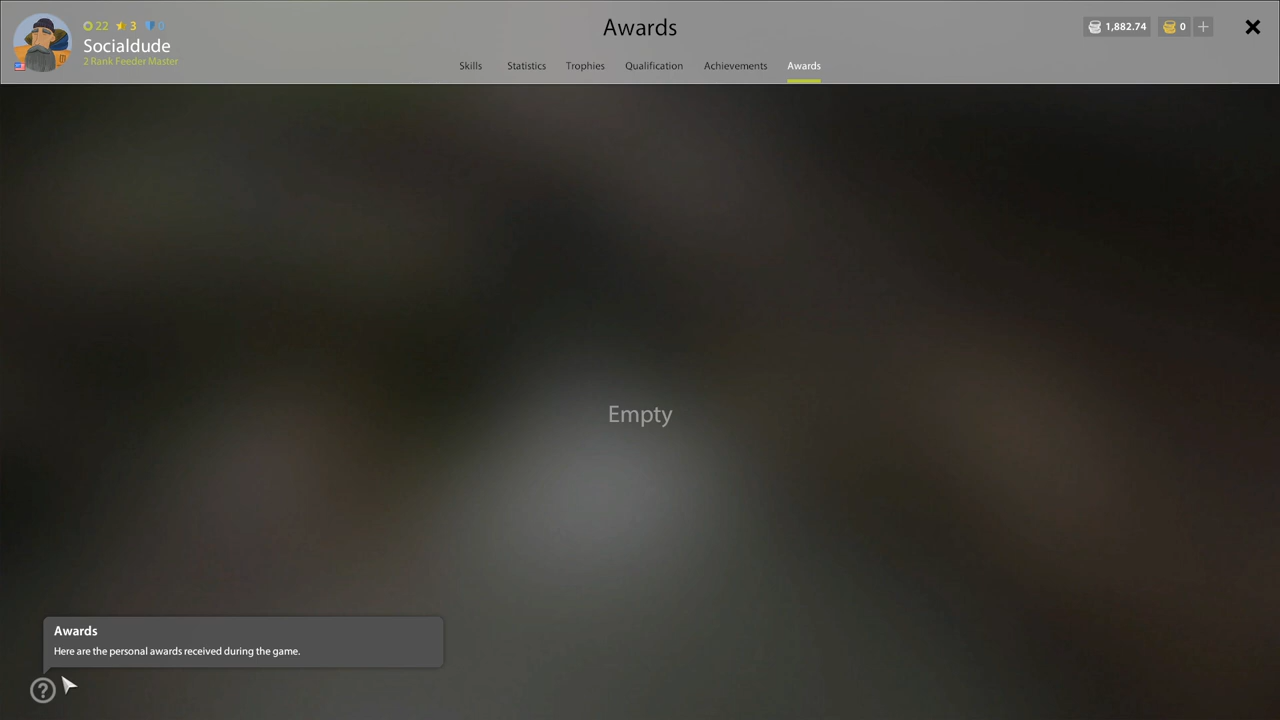 22 3 0
Socialdude
2 Rank Feeder Master
Awards
1,882.74 0
Skills Statistics Trophies Qualification Achievements Awards
Empty
Awards
Here are the personal awards received during the game.
?